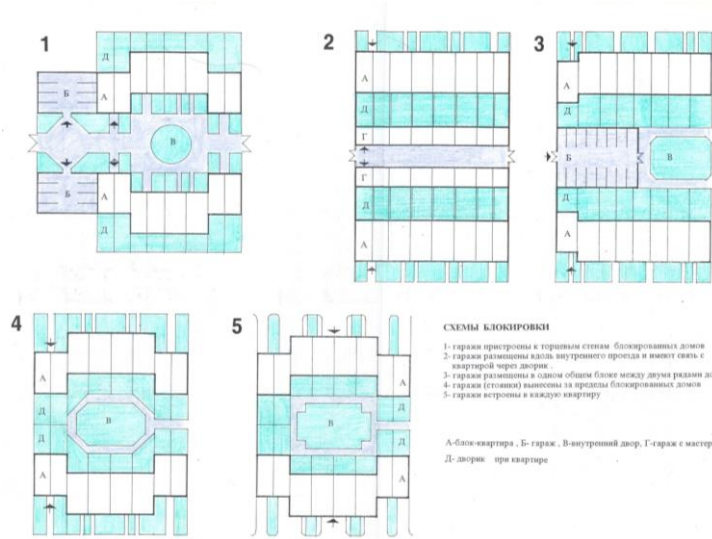 1
2
3
Д
А
А
А
Б
Д
Д
В
Г
Б
В
Г
Д
Д
Б
А
А
А
Д
4
5
СХЕМЫ БЛОКИРОВКИ
1- гаражи пристроены к торцевым стенам блокированных домов
2- гаражи размещены вдоль внутреннего проезда и имеют связь с
квартирой через дворик .
3- гаражи размещены в одном общем блоке между двумя рядами до
4- гаражи (стоянки) вынесены за пределы блокированных домов
5- гаражи встроены в каждую квартиру
А
А
Д
Д
В
В
Д
Д
А
А
А-блок-квартира , Б- гараж , В-внутренний двор, Г-гараж с мастер
Д- дворик при квартире